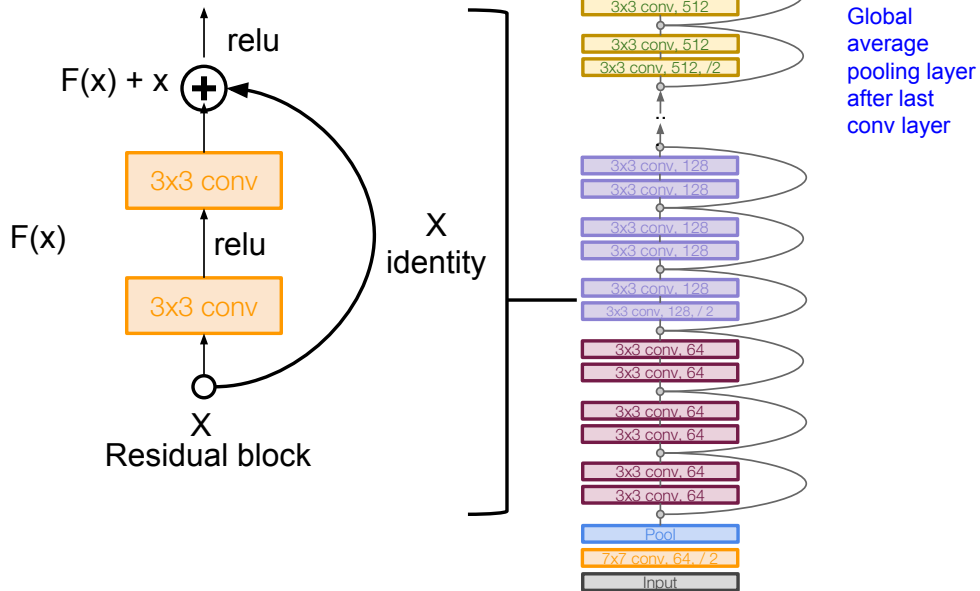 relu
F(x) + x
3x3 conv
F(x)
relu
X
identity
3x3 conv
X
Residual block
3x3 conv, 512
3x3 conv, 512
3x3 conv, 512, /2
..
3x3 conv, 128
3x3 conv, 128
3x3 conv, 128
3x3 conv, 128
3x3 conv, 128
3x3 conv, 128, / 2
3x3 conv, 64
3x3 conv, 64
3x3 conv, 64
3x3 conv, 64
3x3 conv, 64
3x3 conv, 64
Pool
7x7 conv, 64, / 2
Input
Global
average
pooling layer
after last
conv layer